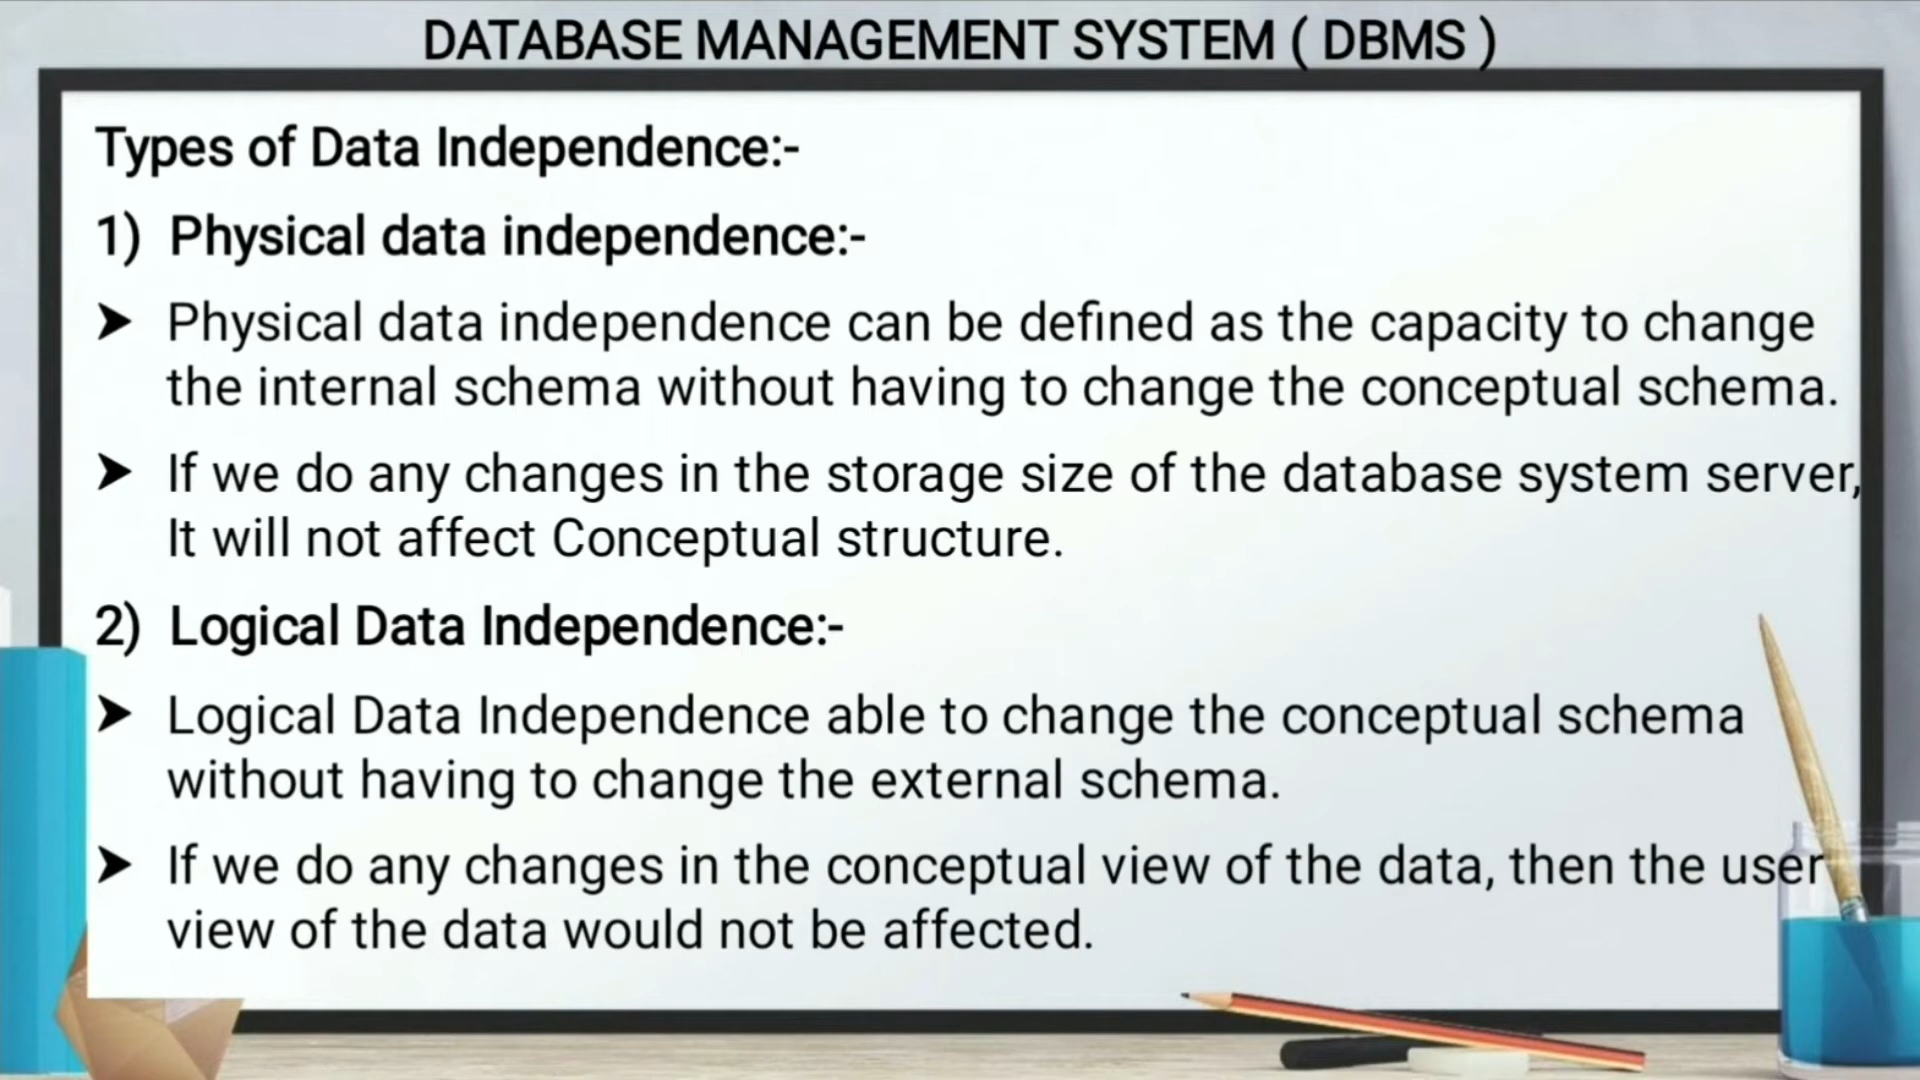 DATABASE MANAGEMENT SYSTEM ( DBMS )
Types of Data Independence:-
1) Physical data independence:-
➤ Physical data independence can be defined as the capacity to change
the internal schema without having to change the conceptual schema.
➤ If we do any changes in the storage size of the database system server,
It will not affect Conceptual structure.
2) Logical Data Independence:-
➤ Logical Data Independence able to change the conceptual schema
without having to change the external schema.
➤ If we do any changes in the conceptual view of the data, then the user
view of the data would not be affected.